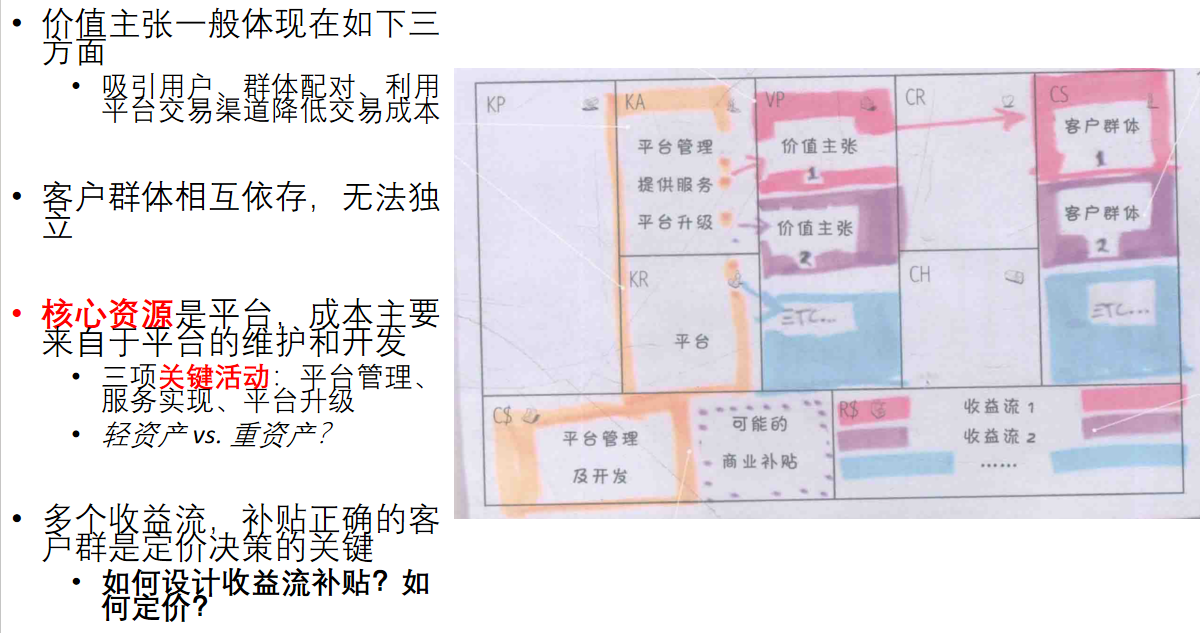 • 价值主张一般体现在如下三
方面
• 吸引用户、群体配对、利用
平台交易渠道降低交易成本
• 客户群体相互依存，无法独
立
• 核心资源是平台，成本主要
来自于平台的维护和开发
• 三项关键活动：平台管理、
服务实现、平台升级
• 轻资产 vs. 重资产？
• 多个收益流，补贴正确的客
户群是定价决策的关键
• 如何设计收益流补贴？如
何定价？
KP
KA
平台管理
提供服务
平台升级
KR
平台
VP
价值主张
1
价值主张
2
ETC...
CR
CH
CS
客户群体
1
客户群体
2
ETC...
C$
平台管理
及开发
可能的
商业补贴
R$
收益流 1
收益流 2
……